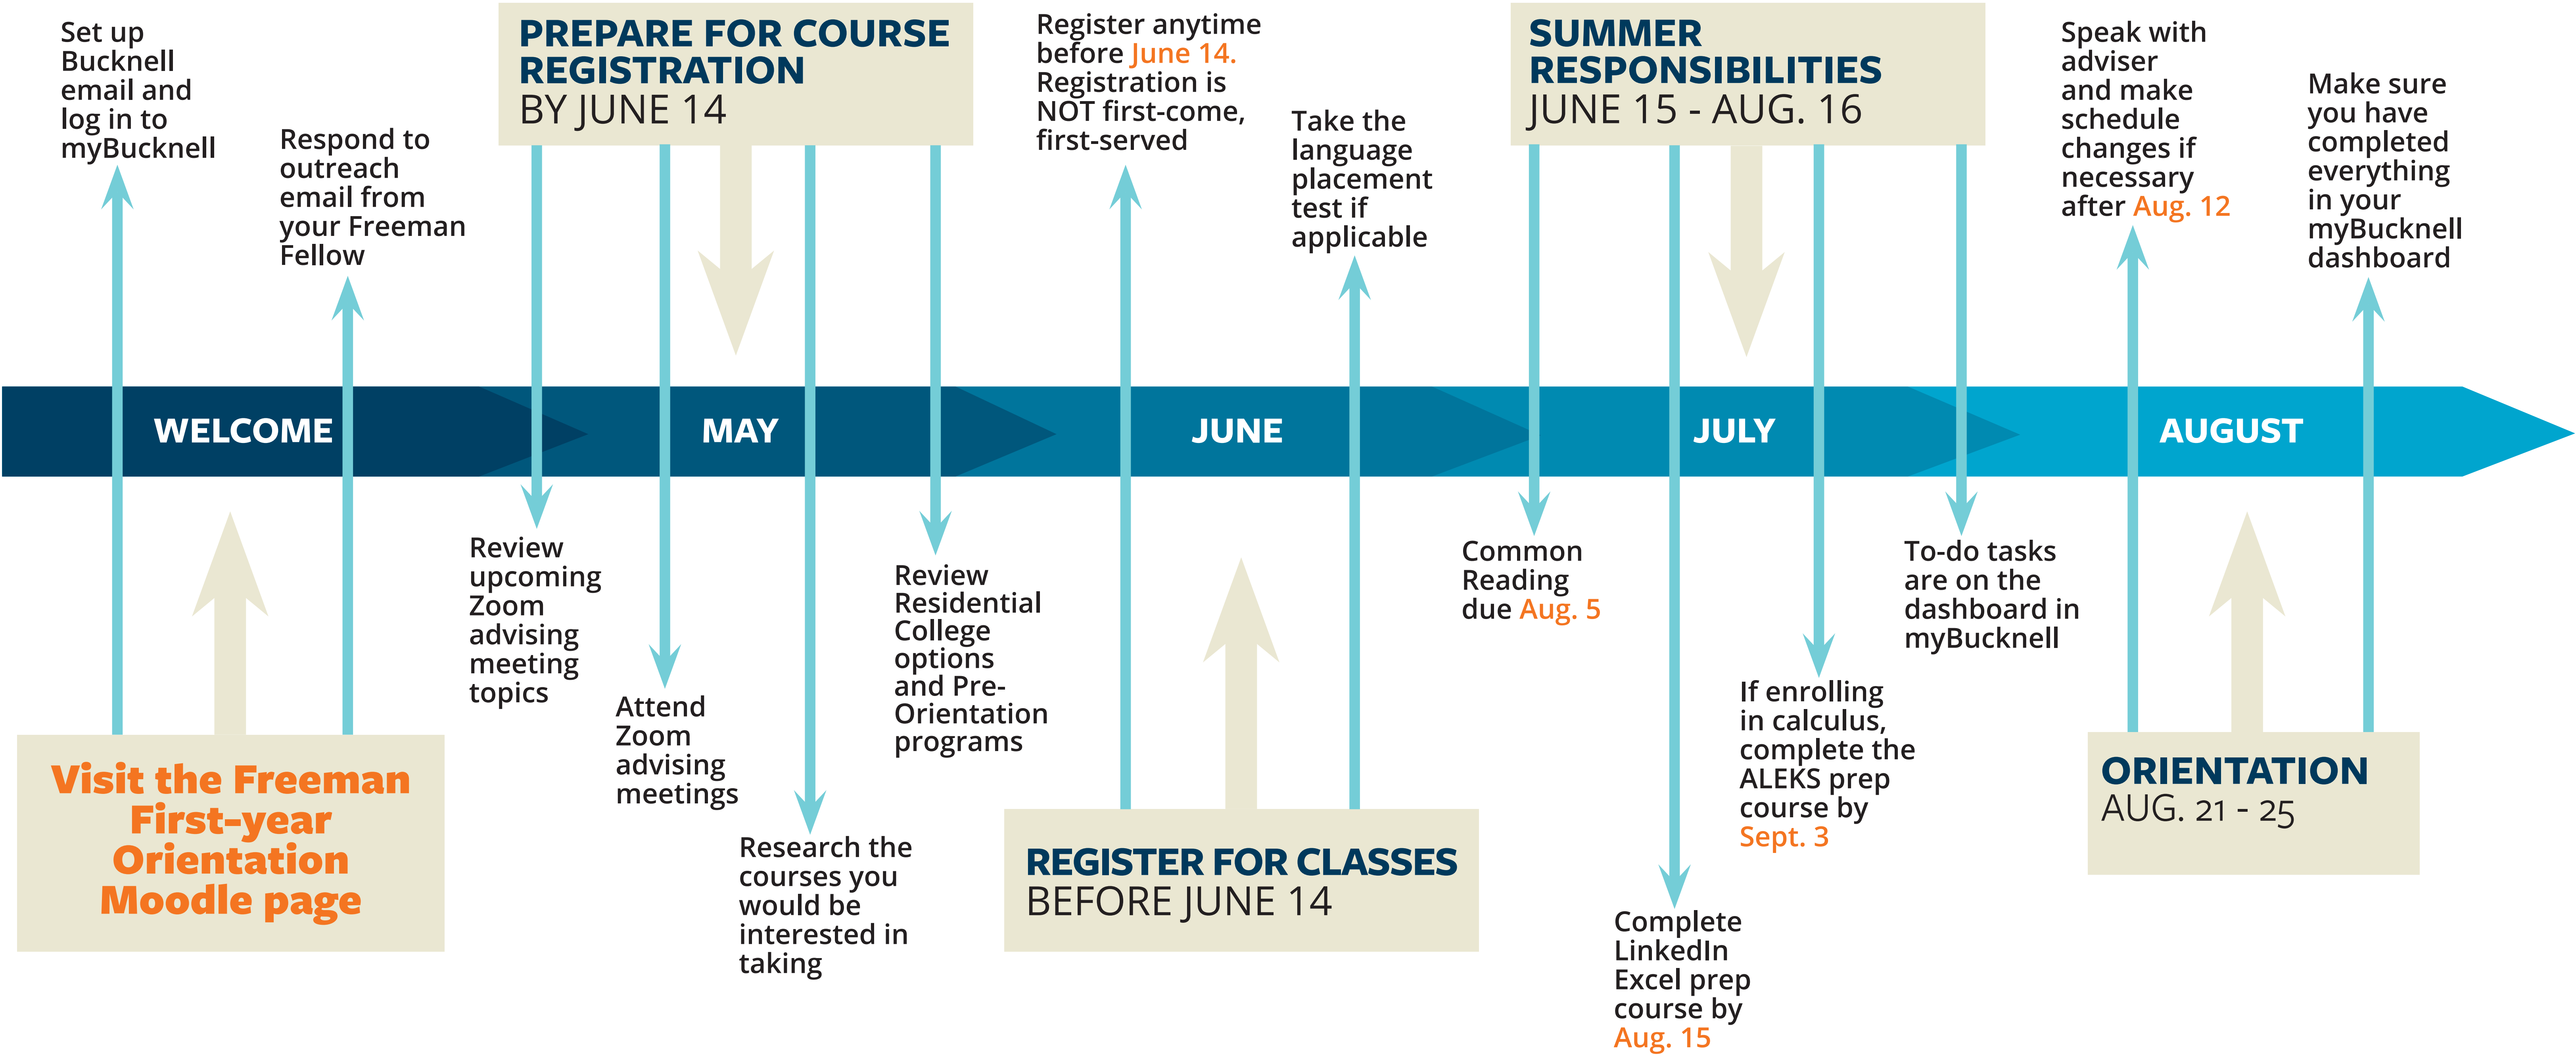 Set up
Bucknell
email and
log in to
myBucknell
Respond to
outreach
email from
your Freeman
Fellow
PREPARE FOR COURSE
REGISTRATION
BY JUNE 14
Register anytime
before June 14.
Registration is
NOT first-come,
first-served
Take the
language
placement
test if
applicable
SUMMER
RESPONSIBILITIES
JUNE 15 - AUG. 16
Speak with
adviser
and make
schedule
changes if
necessary
after Aug. 12
Make sure
you have
completed
everything
in your
myBucknell
dashboard
WELCOME
MAY
JUNE
JULY
AUGUST
Visit the Freeman
First-year
Orientation
Moodle page
Review
upcoming
Zoom
advising
meeting
topics
Attend
Zoom
advising
meetings
Research the
courses you
would be
interested in
taking
Review
Residential
College
options
and Pre-
Orientation
programs
REGISTER FOR CLASSES
BEFORE JUNE 14
Common
Reading
due Aug. 5
Complete
LinkedIn
Excel prep
course by
Aug. 15
If enrolling
in calculus,
complete the
ALEKS prep
course by
Sept. 3
To-do tasks
are on the
dashboard in
myBucknell
ORIENTATION
AUG. 21 - 25